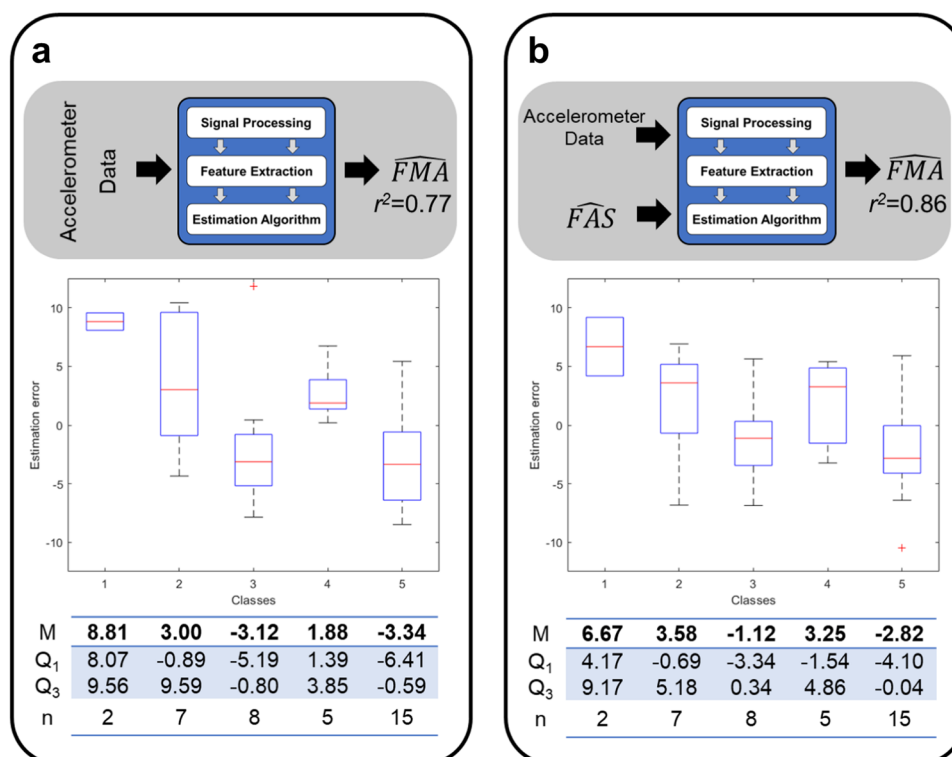 a
Accelerometer
Data
Signal Processing
Feature Extraction
Estimation Algorithm
$\widehat{FMA}$
r²=0.77
Estimation error
10
5
0
-5
-10
1 2 3 4 5
Classes
M 8.81 3.00 -3.12 1.88 -3.34
Q₁ 8.07 -0.89 -5.19 1.39 -6.41
Q₃ 9.56 9.59 -0.80 3.85 -0.59
n 2 7 8 5 15
b
Accelerometer
Data
$\widehat{FAS}$
Signal Processing
Feature Extraction
Estimation Algorithm
$\widehat{FMA}$
r²=0.86
Estimation error
10
5
0
-5
-10
1 2 3 4 5
Classes
M 6.67 3.58 -1.12 3.25 -2.82
Q₁ 4.17 -0.69 -3.34 -1.54 -4.10
Q₃ 9.17 5.18 0.34 4.86 -0.04
n 2 7 8 5 15